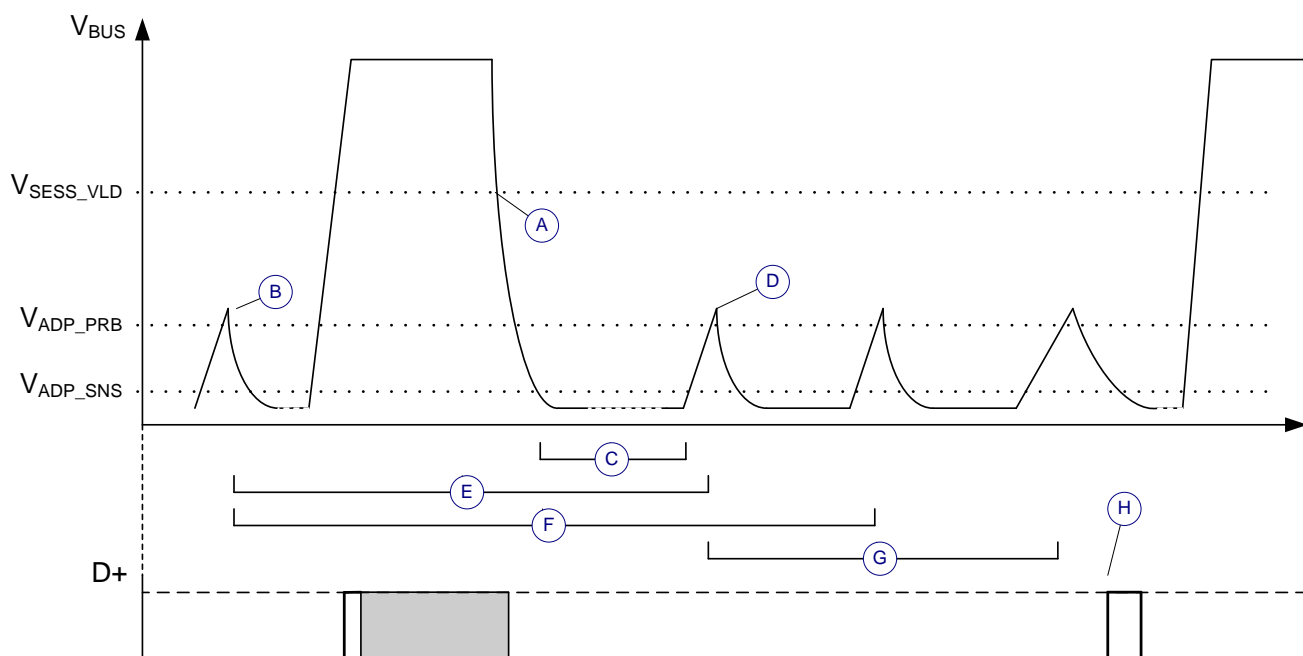 VBUS
VSESS_VLD
A
B
D
VADP_PRB
VADP_SNS
C
E
H
F
G
D+